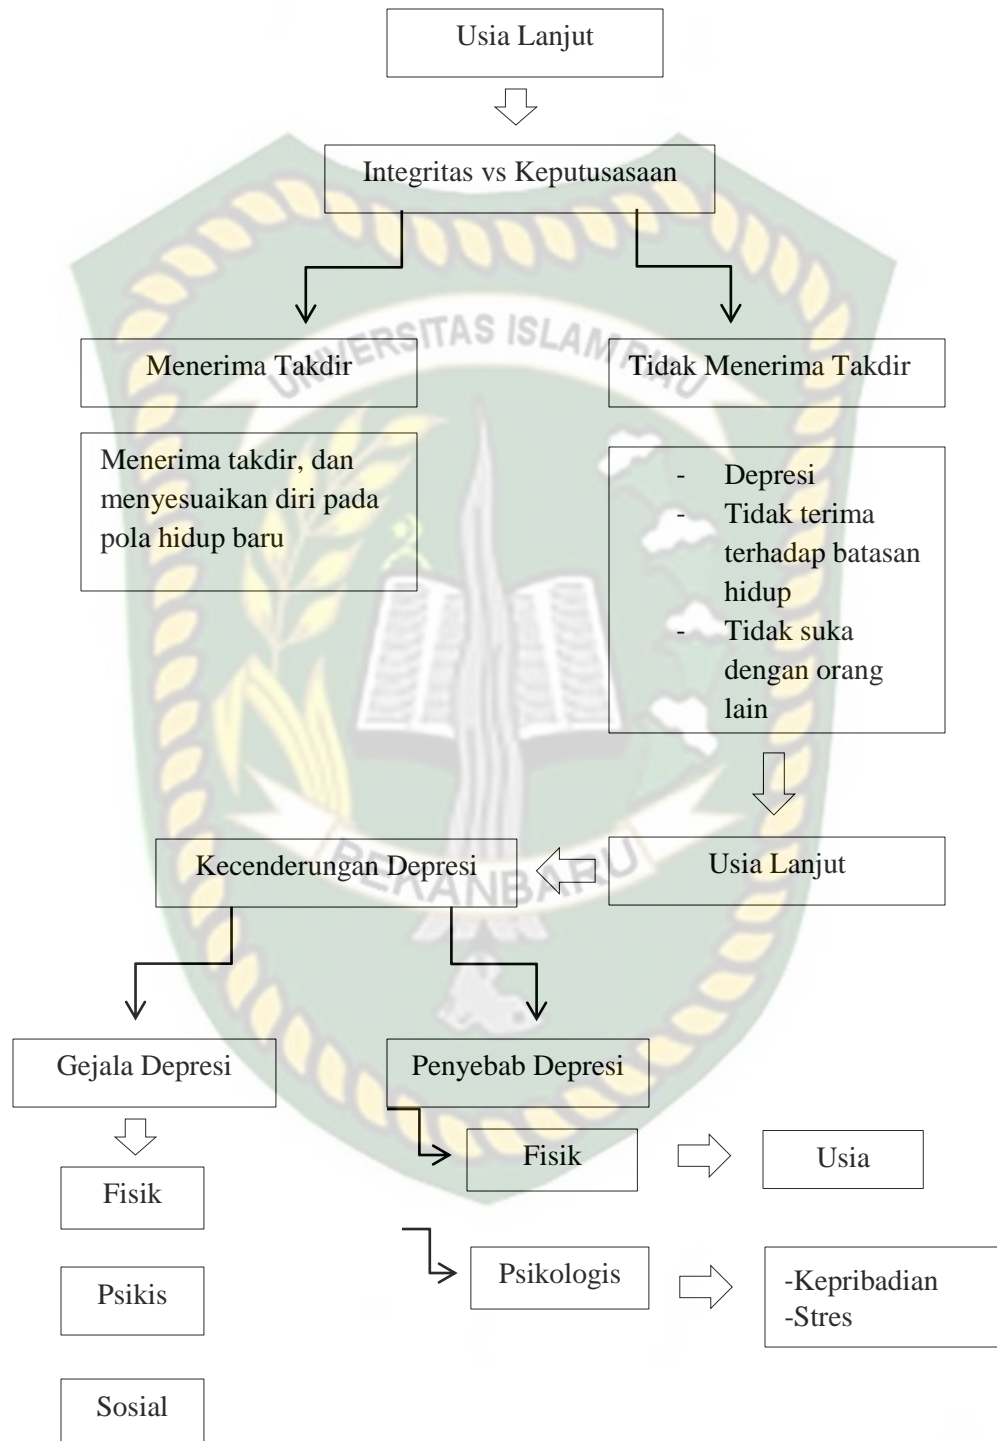 Usia Lanjut
Integritas vs Keputusasaan
UNIVERSITAS ISLAM RIAU
Menerima Takdir
Tidak Menerima Takdir
Menerima takdir, dan
menyesuaikan diri pada
pola hidup baru
- Depresi
- Tidak terima
terhadap batasan
hidup
- Tidak suka
dengan orang
lain
Kecenderungan Depresi
Usia Lanjut
PEKANBARU
Gejala Depresi
Penyebab Depresi
Fisik
Usia
Fisik
Psikologis
-Kepribadian
-Stres
Psikis
Sosial